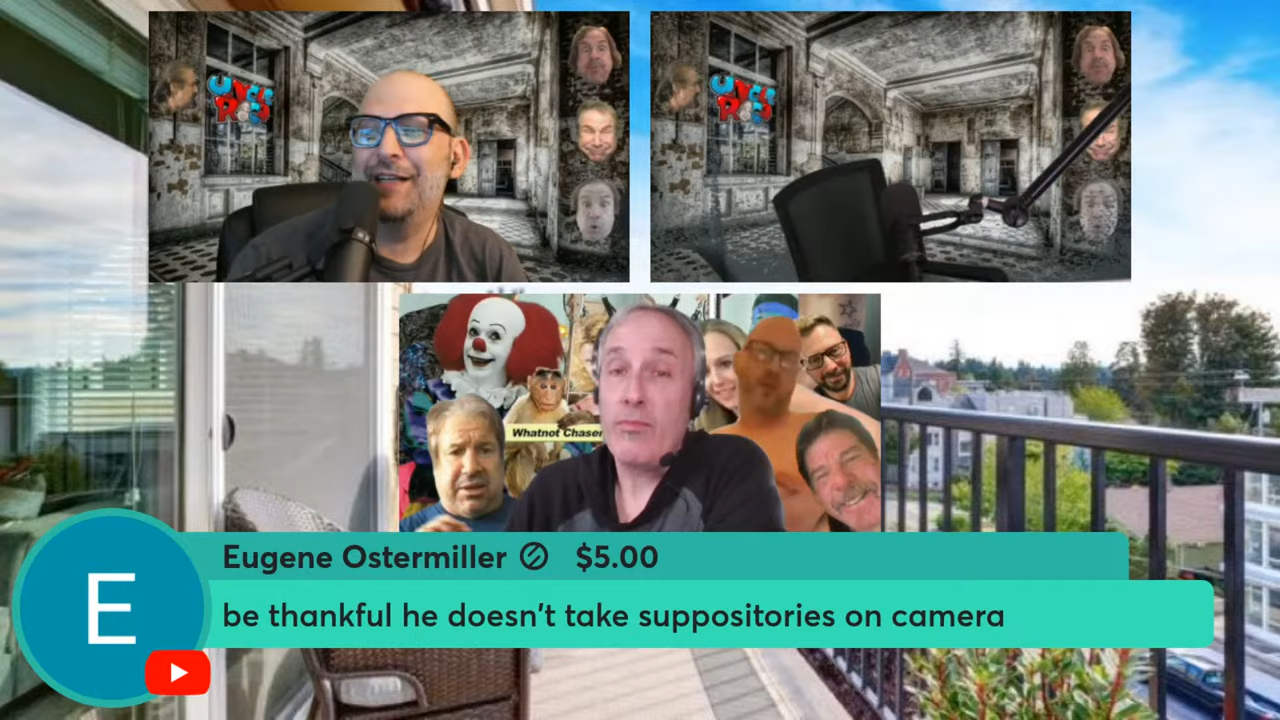 Whatnot Chaser
Eugene Ostermiller $5.00
E
be thankful he doesn't take suppositories on camera